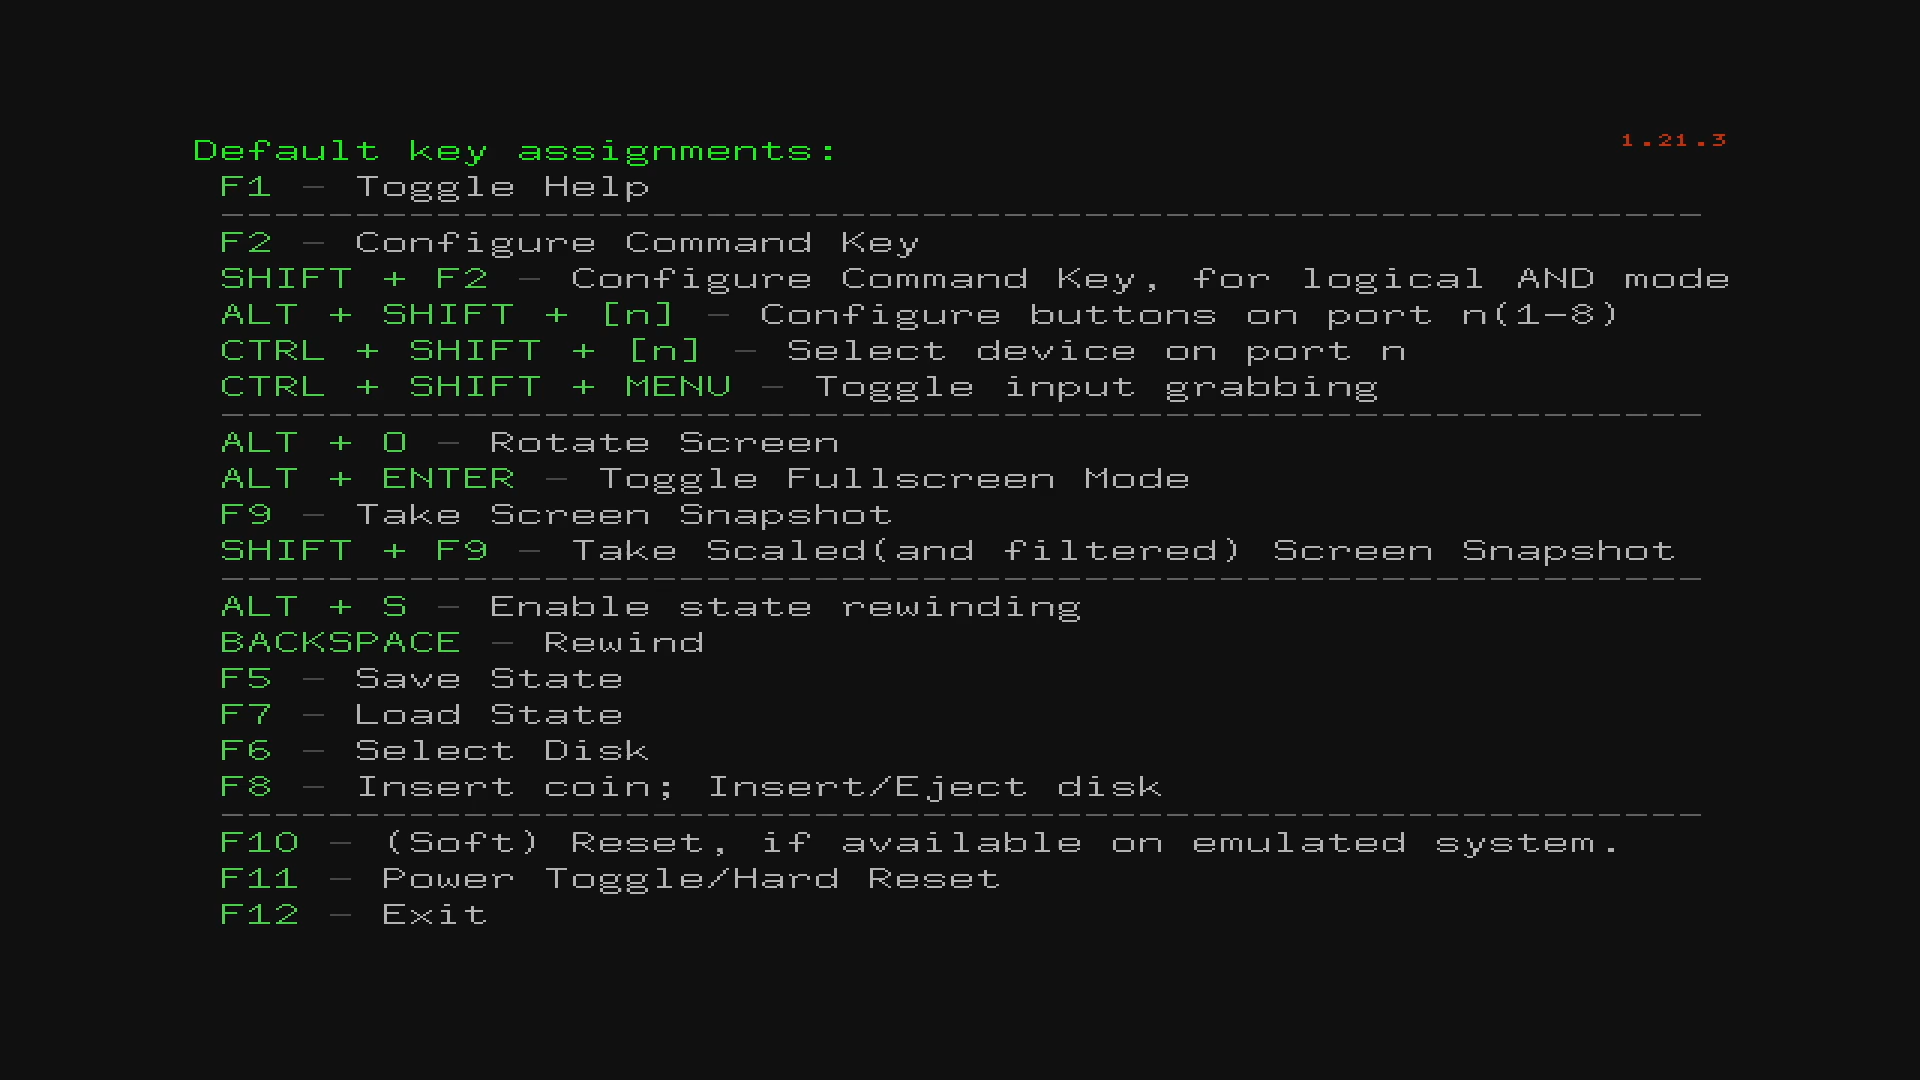 Default key assignments:
1.21.3
F1 - Toggle Help
F2 - Configure Command Key
SHIFT + F2 - Configure Command Key, for logical AND mode
ALT + SHIFT + [n] - Configure buttons on port n(1-8)
CTRL + SHIFT + [n] - Select device on port n
CTRL + SHIFT + MENU - Toggle input grabbing
ALT + O - Rotate Screen
ALT + ENTER - Toggle Fullscreen Mode
F9 - Take Screen Snapshot
SHIFT + F9 - Take Scaled(and filtered) Screen Snapshot
ALT + S - Enable state rewinding
BACKSPACE - Rewind
F5 - Save State
F7 - Load State
F6 - Select Disk
F8 - Insert coin; Insert/Eject disk
F10 - (Soft) Reset, if available on emulated system.
F11 - Power Toggle/Hard Reset
F12 - Exit